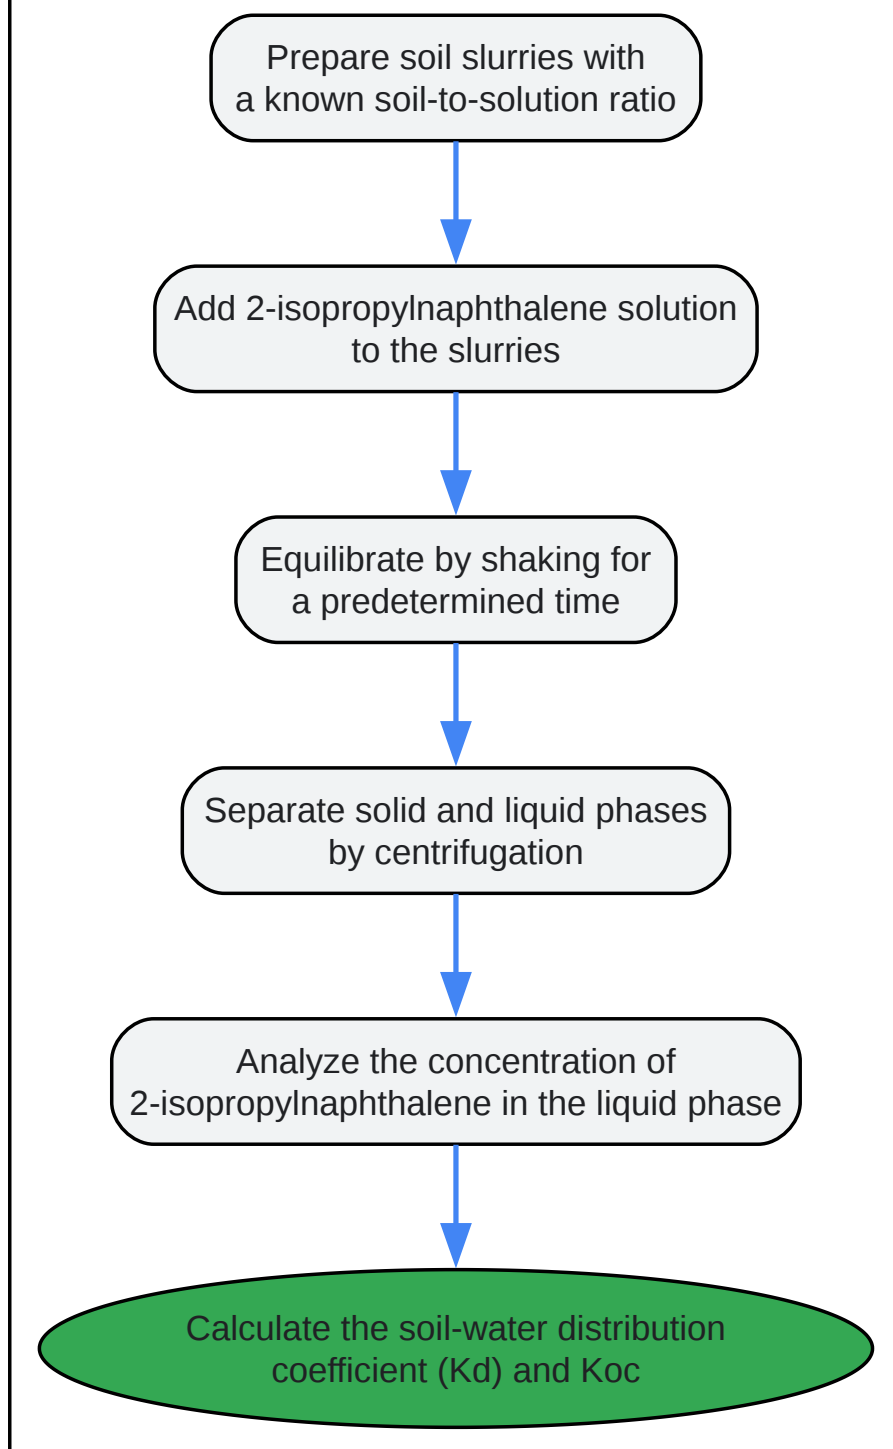 Prepare soil slurries with
a known soil-to-solution ratio
Add 2-isopropylnaphthalene solution
to the slurries
Equilibrate by shaking for
a predetermined time
Separate solid and liquid phases
by centrifugation
Analyze the concentration of
2-isopropylnaphthalene in the liquid phase
Calculate the soil-water distribution
coefficient (Kd) and Koc